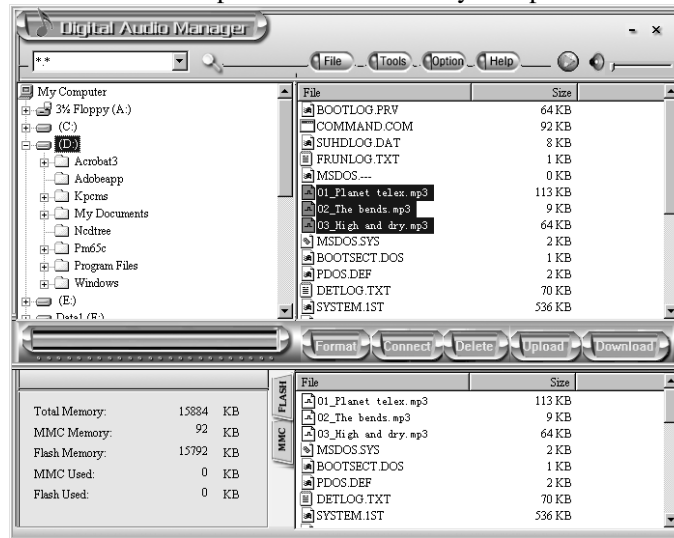 Digital Audio Manager
*.*
File Tools Option Help
My Computer
3½ Floppy (A:)
(C:)
(D:)
Acrobat3
Adobeapp
Kpcms
My Documents
Ncdtree
Pm65c
Program Files
Windows
(E:)
Data1 (F:)
File Size
BOOTLOG.PRV 64 KB
COMMAND.COM 92 KB
SUHDLOG.DAT 8 KB
FRUNLOG.TXT 1 KB
MSDOS.--- 0 KB
01_Planet telex.mp3 113 KB
02_The bends.mp3 9 KB
03_High and dry.mp3 64 KB
MSDOS.SYS 2 KB
BOOTSECT.DOS 1 KB
PDOS.DEF 2 KB
DETLOG.TXT 70 KB
SYSTEM.1ST 536 KB
Format Connect Delete Upload Download
Total Memory: 15884 KB
MMC Memory: 92 KB
Flash Memory: 15792 KB
MMC Used: 0 KB
Flash Used: 0 KB
FLASH
MMC
File Size
01_Planet telex.mp3 113 KB
02_The bends.mp3 9 KB
03_High and dry.mp3 64 KB
MSDOS.SYS 2 KB
BOOTSECT.DOS 1 KB
PDOS.DEF 2 KB
DETLOG.TXT 70 KB
SYSTEM.1ST 536 KB